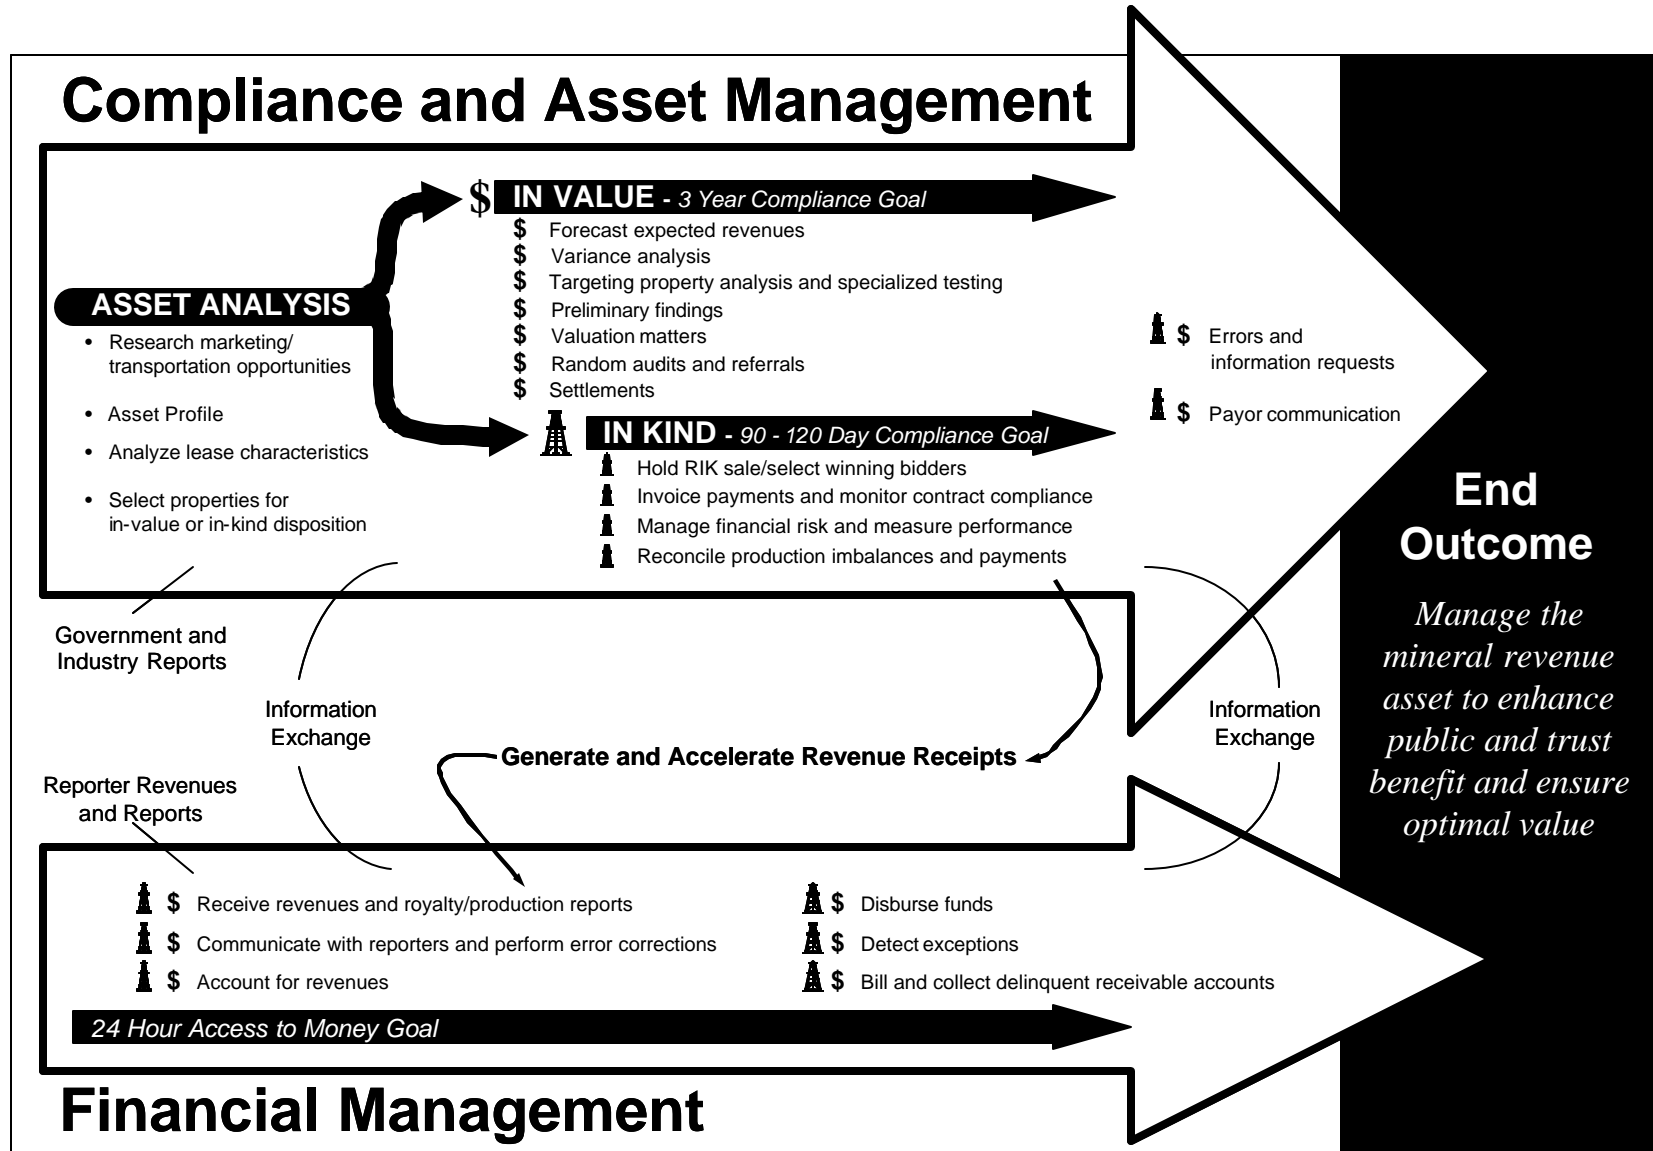 Compliance and Asset Management
$ IN VALUE - 3 Year Compliance Goal
$ Forecast expected revenues
$ Variance analysis
$ Targeting property analysis and specialized testing
$ Preliminary findings
$ Valuation matters
$ Random audits and referrals
$ Settlements
ASSET ANALYSIS
• Research marketing/
transportation opportunities
• Asset Profile
• Analyze lease characteristics
• Select properties for
in-value or in-kind disposition
IN KIND - 90 - 120 Day Compliance Goal
Hold RIK sale/select winning bidders
Invoice payments and monitor contract compliance
Manage financial risk and measure performance
Reconcile production imbalances and payments
$ Errors and
information requests
$ Payor communication
Government and
Industry Reports
Information
Exchange
Generate and Accelerate Revenue Receipts
Information
Exchange
Reporter Revenues
and Reports
$ Receive revenues and royalty/production reports
$ Communicate with reporters and perform error corrections
$ Account for revenues
$ Disburse funds
$ Detect exceptions
$ Bill and collect delinquent receivable accounts
24 Hour Access to Money Goal
Financial Management
End
Outcome
Manage the
mineral revenue
asset to enhance
public and trust
benefit and ensure
optimal value